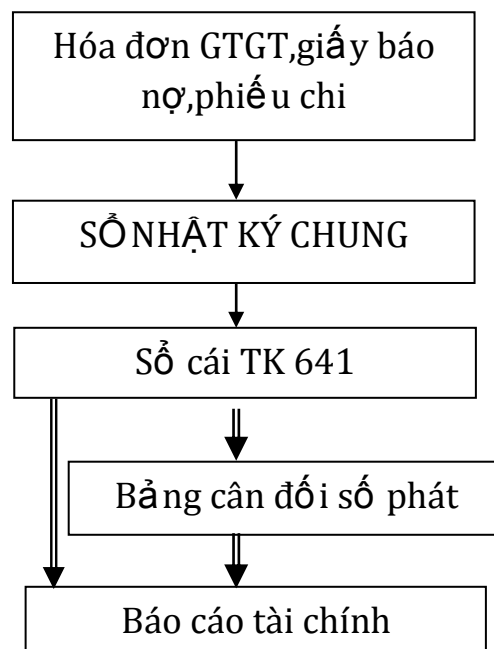 Hóa đơn GTGT,giấy báo
nợ,phiếu chi
SỔ NHẬT KÝ CHUNG
Sổ cái TK 641
Bảng cân đối số phát
Báo cáo tài chính